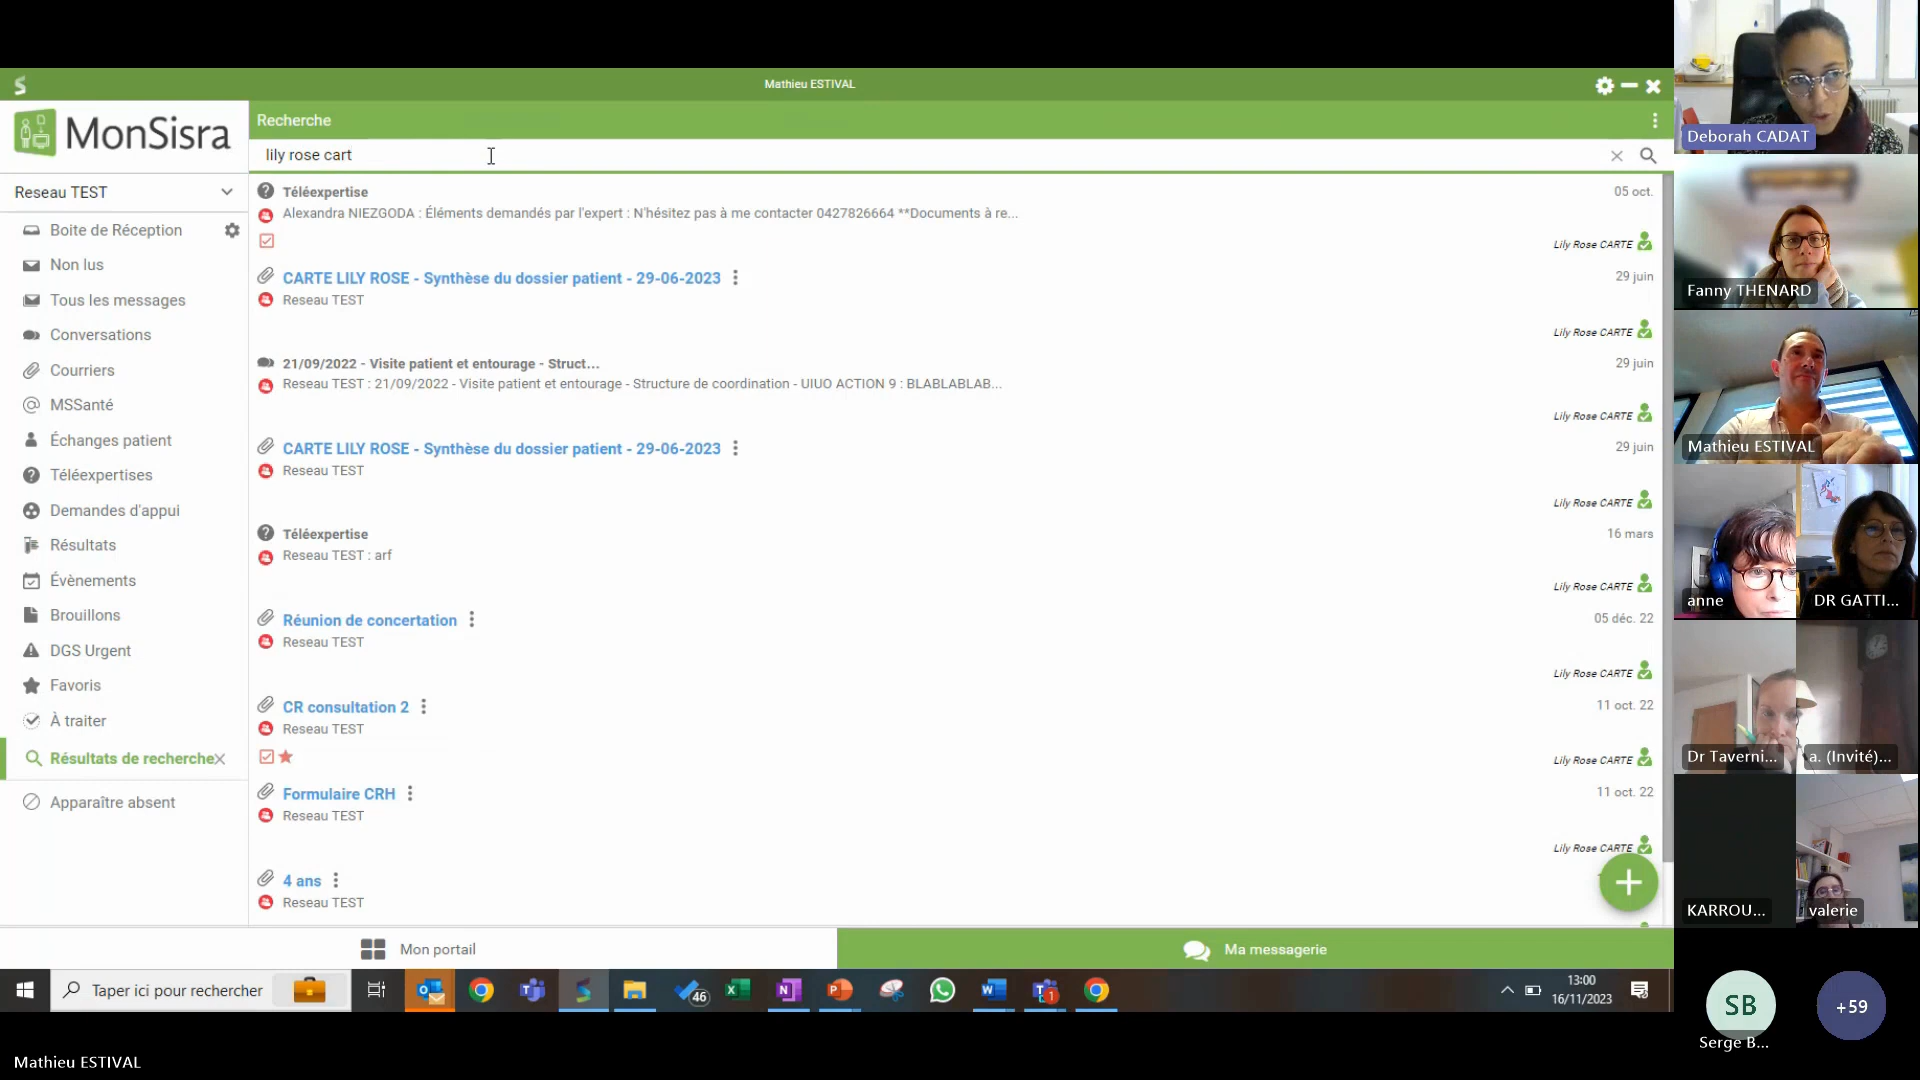 Mathieu ESTIVAL
MonSisra
Recherche
lily rose cart
Reseau TEST
Boite de Réception
Non lus
Tous les messages
Conversations
Courriers
MSSanté
Échanges patient
Téléexpertises
Demandes d'appui
Résultats
Évènements
Brouillons
DGS Urgent
Favoris
À traiter
Résultats de recherche
Apparaître absent
Téléexpertise
05 oct.
Alexandra NIEZGODA : Éléments demandés par l'expert : N'hésitez pas à me contacter 0427826664 **Documents à re...
Lily Rose CARTE
CARTE LILY ROSE - Synthèse du dossier patient - 29-06-2023
29 juin
Reseau TEST
Lily Rose CARTE
21/09/2022 - Visite patient et entourage - Struct...
29 juin
Reseau TEST : 21/09/2022 - Visite patient et entourage - Structure de coordination - UIUO ACTION 9 : BLABLABLAB...
Lily Rose CARTE
CARTE LILY ROSE - Synthèse du dossier patient - 29-06-2023
29 juin
Reseau TEST
Lily Rose CARTE
Téléexpertise
16 mars
Reseau TEST : arf
Lily Rose CARTE
Réunion de concertation
05 déc. 22
Reseau TEST
Lily Rose CARTE
CR consultation 2
11 oct. 22
Reseau TEST
Lily Rose CARTE
Formulaire CRH
11 oct. 22
Reseau TEST
Lily Rose CARTE
4 ans
Reseau TEST
Mon portail
Ma messagerie
Taper ici pour rechercher
46
1
13:00
16/11/2023
Deborah CADAT
Fanny THENARD
Mathieu ESTIVAL
anne
DR GATTI...
Dr Taverni...
a. (Invité)...
KARROU...
valerie
SB
+59
Serge B...
Mathieu ESTIVAL